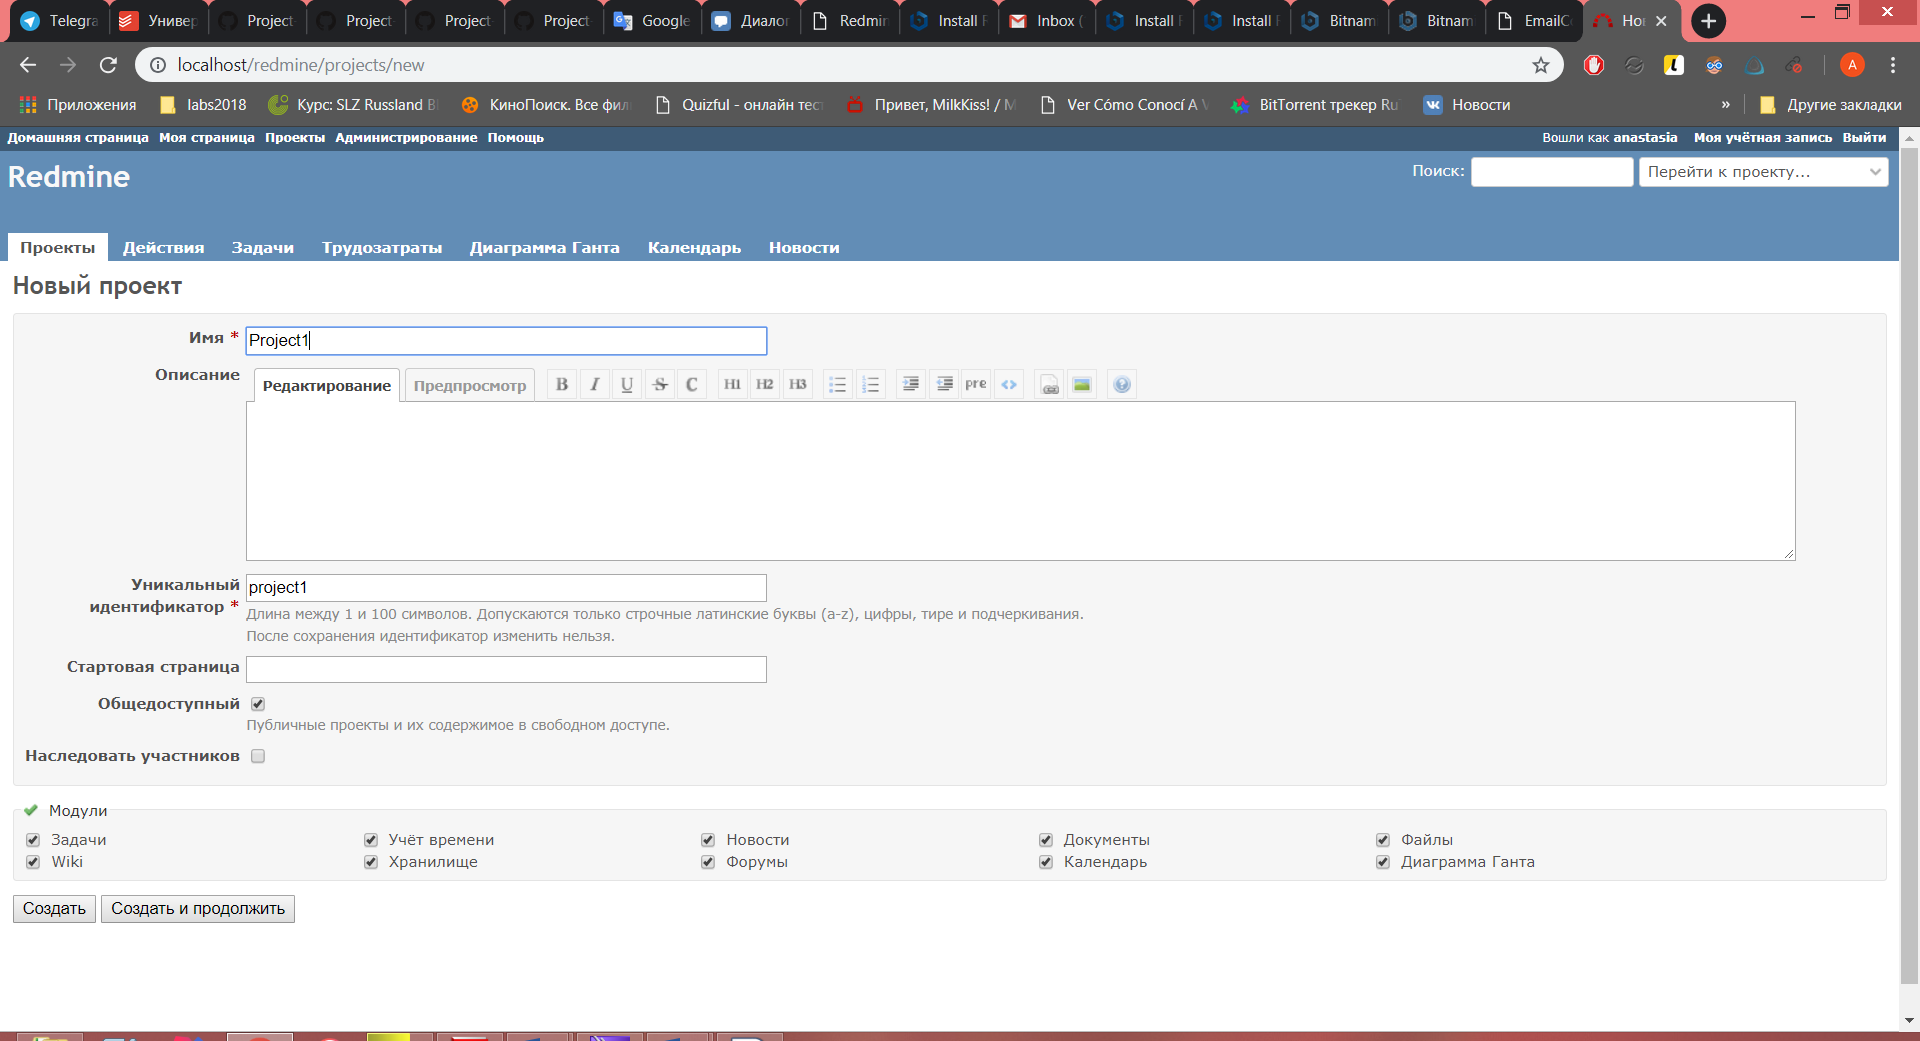 Telegra Универ Project Project Project Project Google Диалог Redmin Install F Inbox ( Install F Install F Bitnam Bitnam EmailCo Нов
localhost/redmine/projects/new A
Приложения labs2018 Курс: SLZ Russland Bl КиноПоиск. Все фил Quizful - онлайн тест Привет, MilkKiss! / M Ver Cómo Conocí A V BitTorrent трекер Ru Новости » Другие закладки
Домашняя страница Моя страница Проекты Администрирование Помощь Вошли как anastasia Моя учётная запись Выйти
Redmine Поиск: Перейти к проекту...
Проекты Действия Задачи Трудозатраты Диаграмма Ганта Календарь Новости
Новый проект
Имя * Project1
Описание Редактирование Предпросмотр B I U S C H1 H2 H3 pre <>
Уникальный
идентификатор * project1
Длина между 1 и 100 символов. Допускаются только строчные латинские буквы (a-z), цифры, тире и подчеркивания.
После сохранения идентификатор изменить нельзя.
Стартовая страница
Общедоступный
Публичные проекты и их содержимое в свободном доступе.
Наследовать участников
Модули
Задачи Учёт времени Новости Документы Файлы
Wiki Хранилище Форумы Календарь Диаграмма Ганта
Создать Создать и продолжить